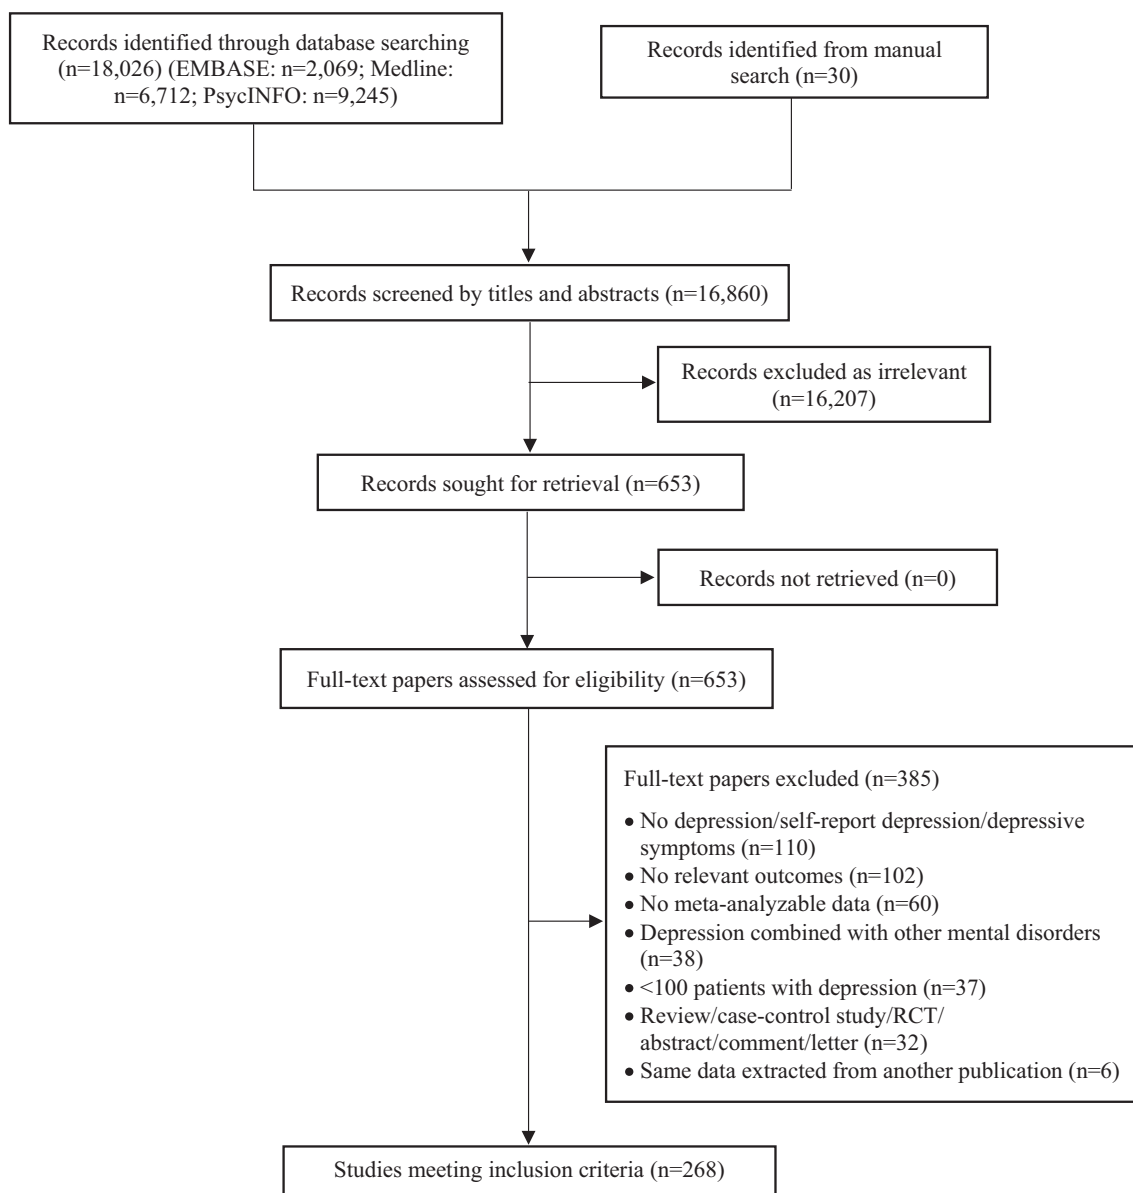 Records identified through database searching
(n=18,026) (EMBASE: n=2,069; Medline:
n=6,712; PsycINFO: n=9,245)
Records identified from manual
search (n=30)
Records screened by titles and abstracts (n=16,860)
Records excluded as irrelevant
(n=16,207)
Records sought for retrieval (n=653)
Records not retrieved (n=0)
Full-text papers assessed for eligibility (n=653)
Full-text papers excluded (n=385)
• No depression/self-report depression/depressive
symptoms (n=110)
• No relevant outcomes (n=102)
• No meta-analyzable data (n=60)
• Depression combined with other mental disorders
(n=38)
• <100 patients with depression (n=37)
• Review/case-control study/RCT/
abstract/comment/letter (n=32)
• Same data extracted from another publication (n=6)
Studies meeting inclusion criteria (n=268)